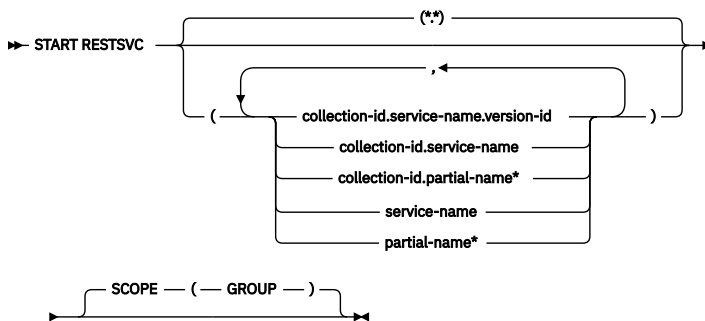 (*.*)
START RESTSVC
,
( collection-id.service-name.version-id )
collection-id.service-name
collection-id.partial-name*
service-name
partial-name*
SCOPE ( GROUP )